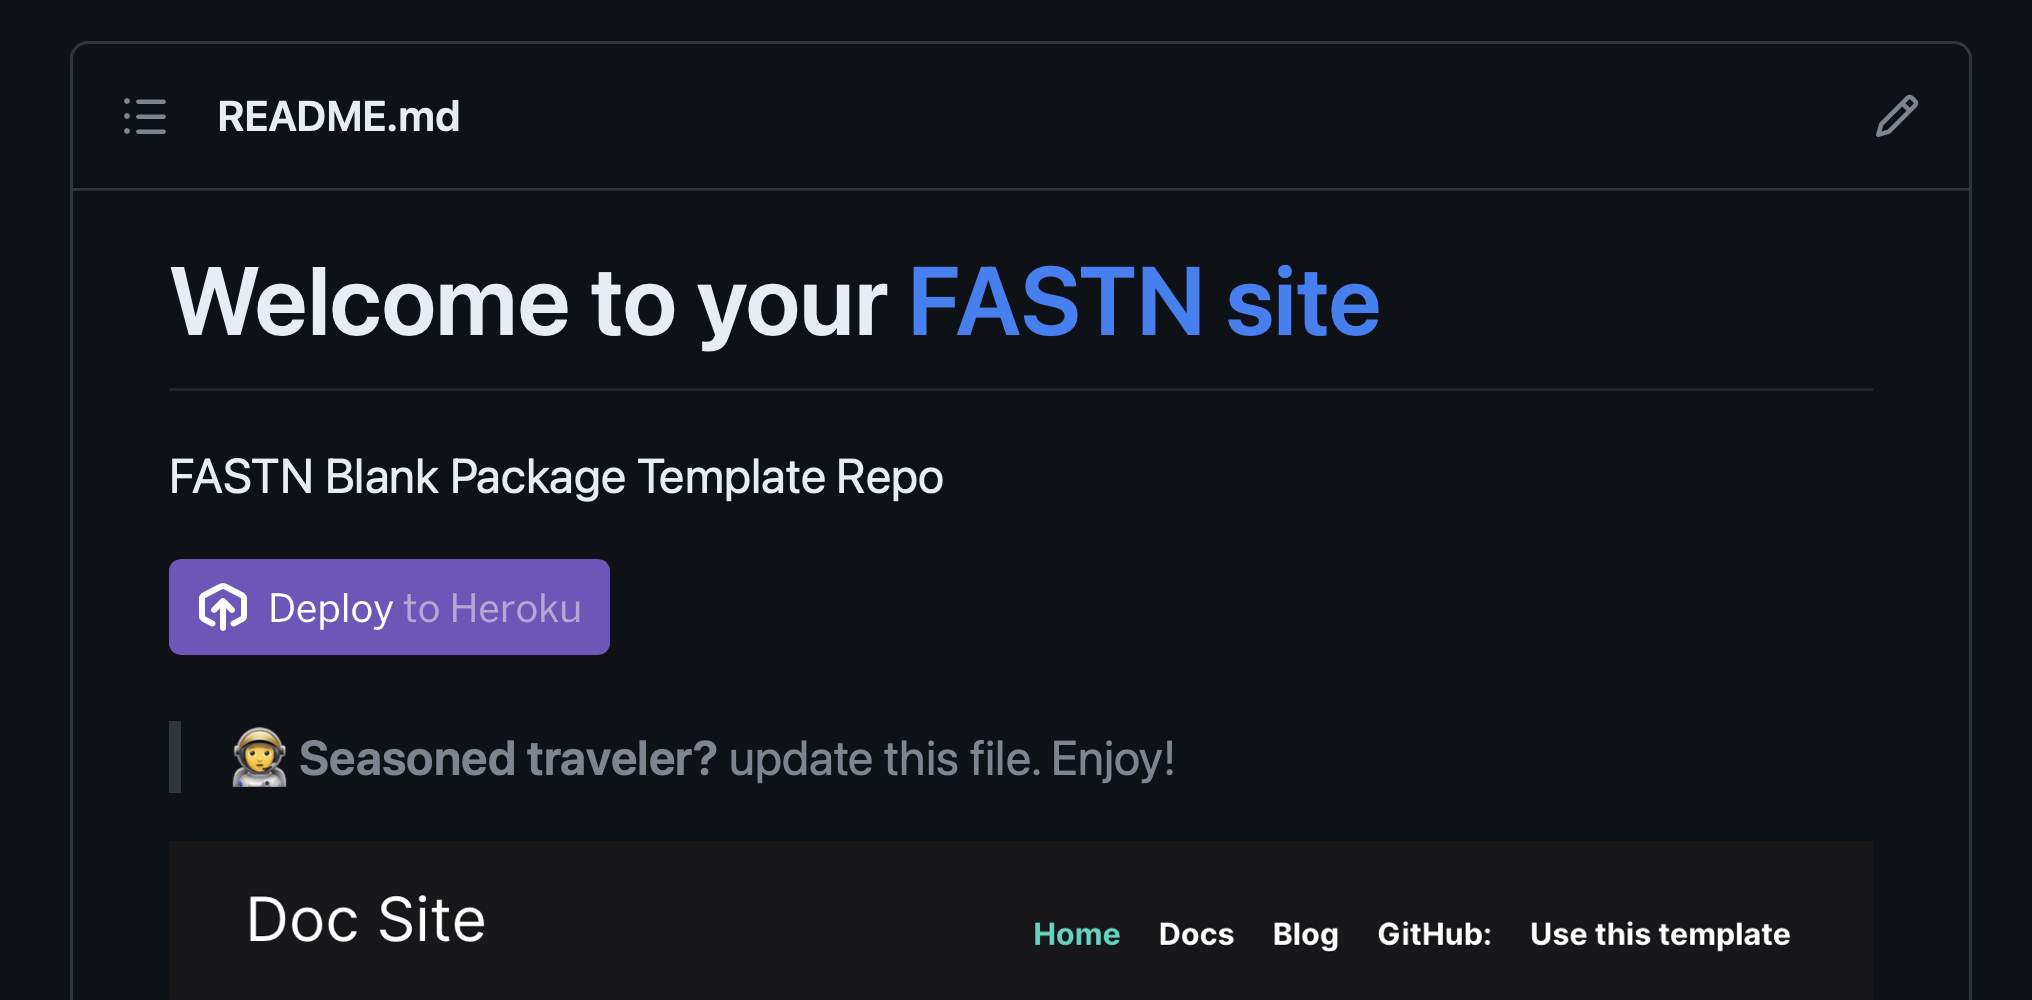 README.md
Welcome to your FASTN site
FASTN Blank Package Template Repo
Deploy to Heroku
🧑‍🚀 Seasoned traveler? update this file. Enjoy!
Doc Site
Home Docs Blog GitHub: Use this template